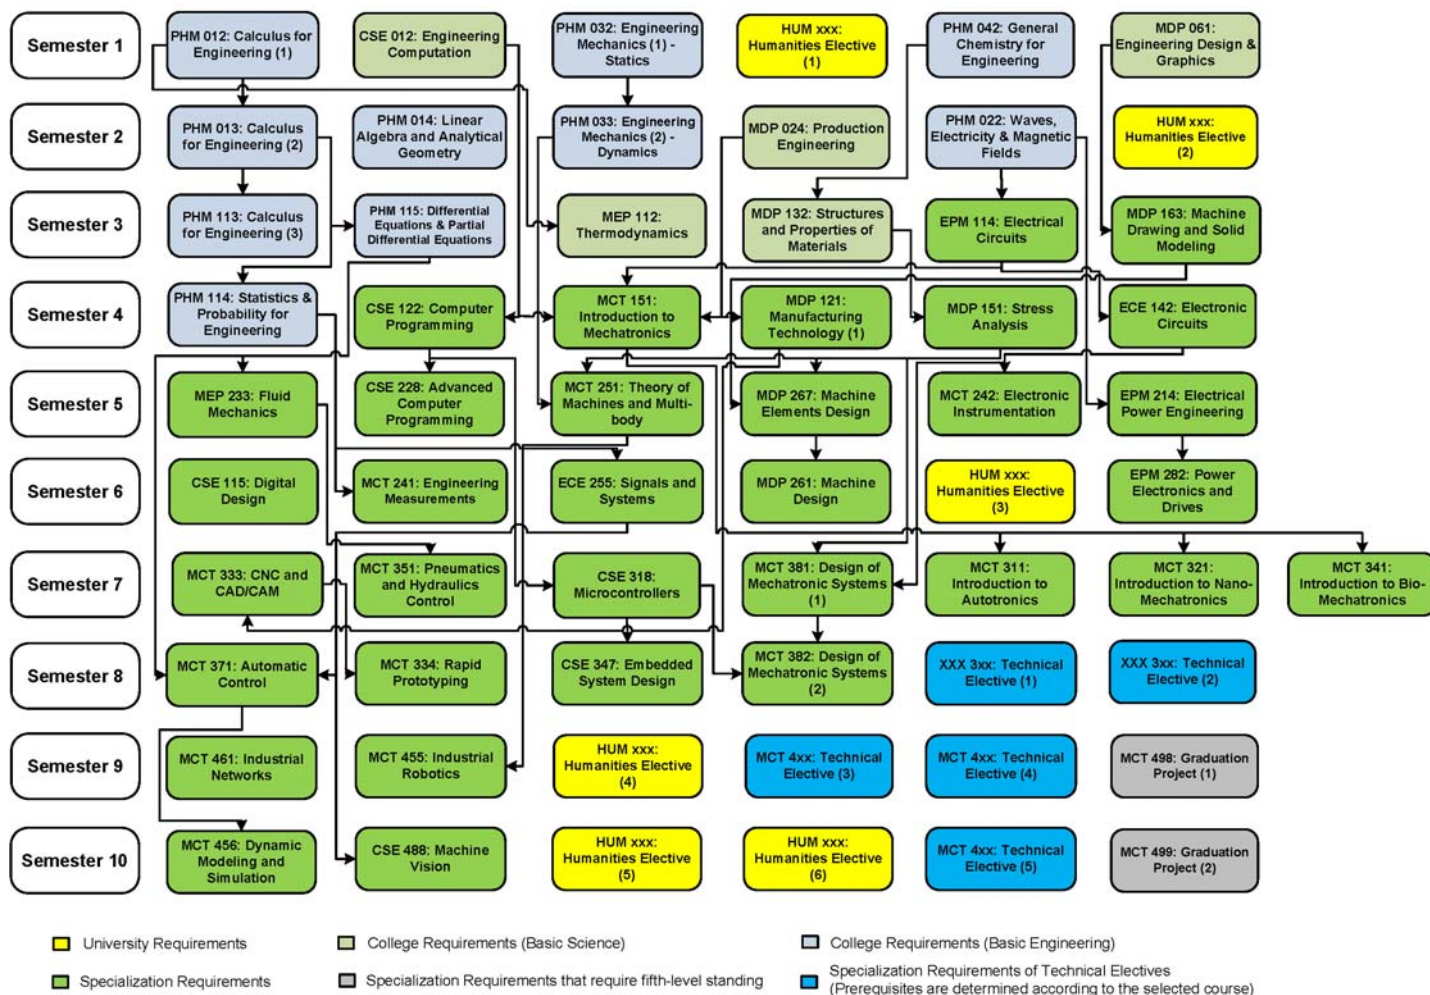 Semester 1
PHM 012: Calculus for
Engineering (1)
CSE 012: Engineering
Computation
PHM 032: Engineering
Mechanics (1) -
Statics
HUM xxx:
Humanities Elective
(1)
PHM 042: General
Chemistry for
Engineering
MDP 061:
Engineering Design &
Graphics
Semester 2
PHM 013: Calculus
for Engineering (2)
PHM 014: Linear
Algebra and Analytical
Geometry
PHM 033: Engineering
Mechanics (2) -
Dynamics
MDP 024: Production
Engineering
PHM 022: Waves,
Electricity & Magnetic
Fields
HUM xxx:
Humanities Elective
(2)
Semester 3
PHM 113: Calculus
for Engineering (3)
PHM 115: Differential
Equations & Partial
Differential Equations
MEP 112:
Thermodynamics
MDP 132: Structures
and Properties of
Materials
EPM 114: Electrical
Circuits
MDP 163: Machine
Drawing and Solid
Modeling
Semester 4
PHM 114: Statistics &
Probability for
Engineering
CSE 122: Computer
Programming
MCT 151:
Introduction to
Mechatronics
MDP 121:
Manufacturing
Technology (1)
MDP 151: Stress
Analysis
ECE 142: Electronic
Circuits
Semester 5
MEP 233: Fluid
Mechanics
CSE 228: Advanced
Computer
Programming
MCT 251: Theory of
Machines and Multi-
body
MDP 267: Machine
Elements Design
MCT 242: Electronic
Instrumentation
EPM 214: Electrical
Power Engineering
Semester 6
CSE 115: Digital
Design
MCT 241: Engineering
Measurements
ECE 255: Signals and
Systems
MDP 261: Machine
Design
HUM xxx:
Humanities Elective
(3)
EPM 282: Power
Electronics and
Drives
Semester 7
MCT 333: CNC and
CAD/CAM
MCT 351: Pneumatics
and Hydraulics
Control
CSE 318:
Microcontrollers
MCT 381: Design of
Mechatronic Systems
(1)
MCT 311:
Introduction to
Autotronics
MCT 321:
Introduction to Nano-
Mechatronics
MCT 341:
Introduction to Bio-
Mechatronics
Semester 8
MCT 371: Automatic
Control
MCT 334: Rapid
Prototyping
CSE 347: Embedded
System Design
MCT 382: Design of
Mechatronic Systems
(2)
XXX 3xx: Technical
Elective (1)
XXX 3xx: Technical
Elective (2)
Semester 9
MCT 461: Industrial
Networks
MCT 455: Industrial
Robotics
HUM xxx:
Humanities Elective
(4)
MCT 4xx: Technical
Elective (3)
MCT 4xx: Technical
Elective (4)
MCT 498: Graduation
Project (1)
Semester 10
MCT 456: Dynamic
Modeling and
Simulation
CSE 488: Machine
Vision
HUM xxx:
Humanities Elective
(5)
HUM xxx:
Humanities Elective
(6)
MCT 4xx: Technical
Elective (5)
MCT 499: Graduation
Project (2)
University Requirements
College Requirements (Basic Science)
College Requirements (Basic Engineering)
Specialization Requirements
Specialization Requirements that require fifth-level standing
Specialization Requirements of Technical Electives
(Prerequisites are determined according to the selected course)